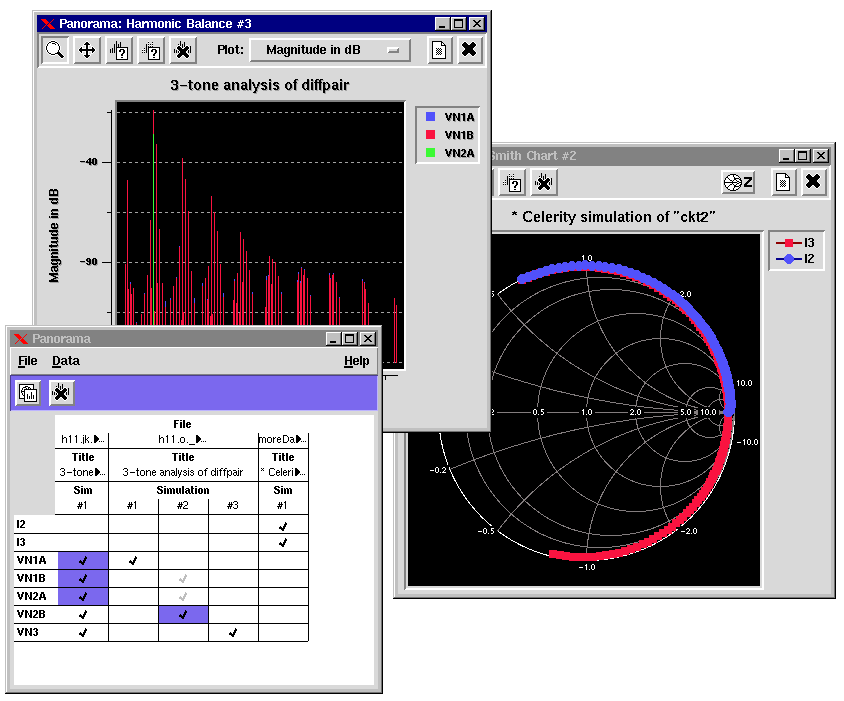 Panorama: Harmonic Balance #3
Plot: Magnitude in dB
3-tone analysis of diffpair
Magnitude in dB
-40
-90
VN1A
VN1B
VN2A
Smith Chart #2
Z
* Celerity simulation of "ckt2"
I3
I2
1.0
2.0
10.0
-0.2 0.5 1.0 2.0 5.0 10.0
-10.0
-0.2
-0.5
-2.0
-1.0
Panorama
File Data Help
File
h11.jk. ... h11.o._ ... moreDa ...
Title Title Title
3-tone ... 3-tone analysis of diffpair * Celeri ...
Sim Simulation Sim
#1 #1 #2 #3 #1
I2
I3
VN1A
VN1B
VN2A
VN2B
VN3